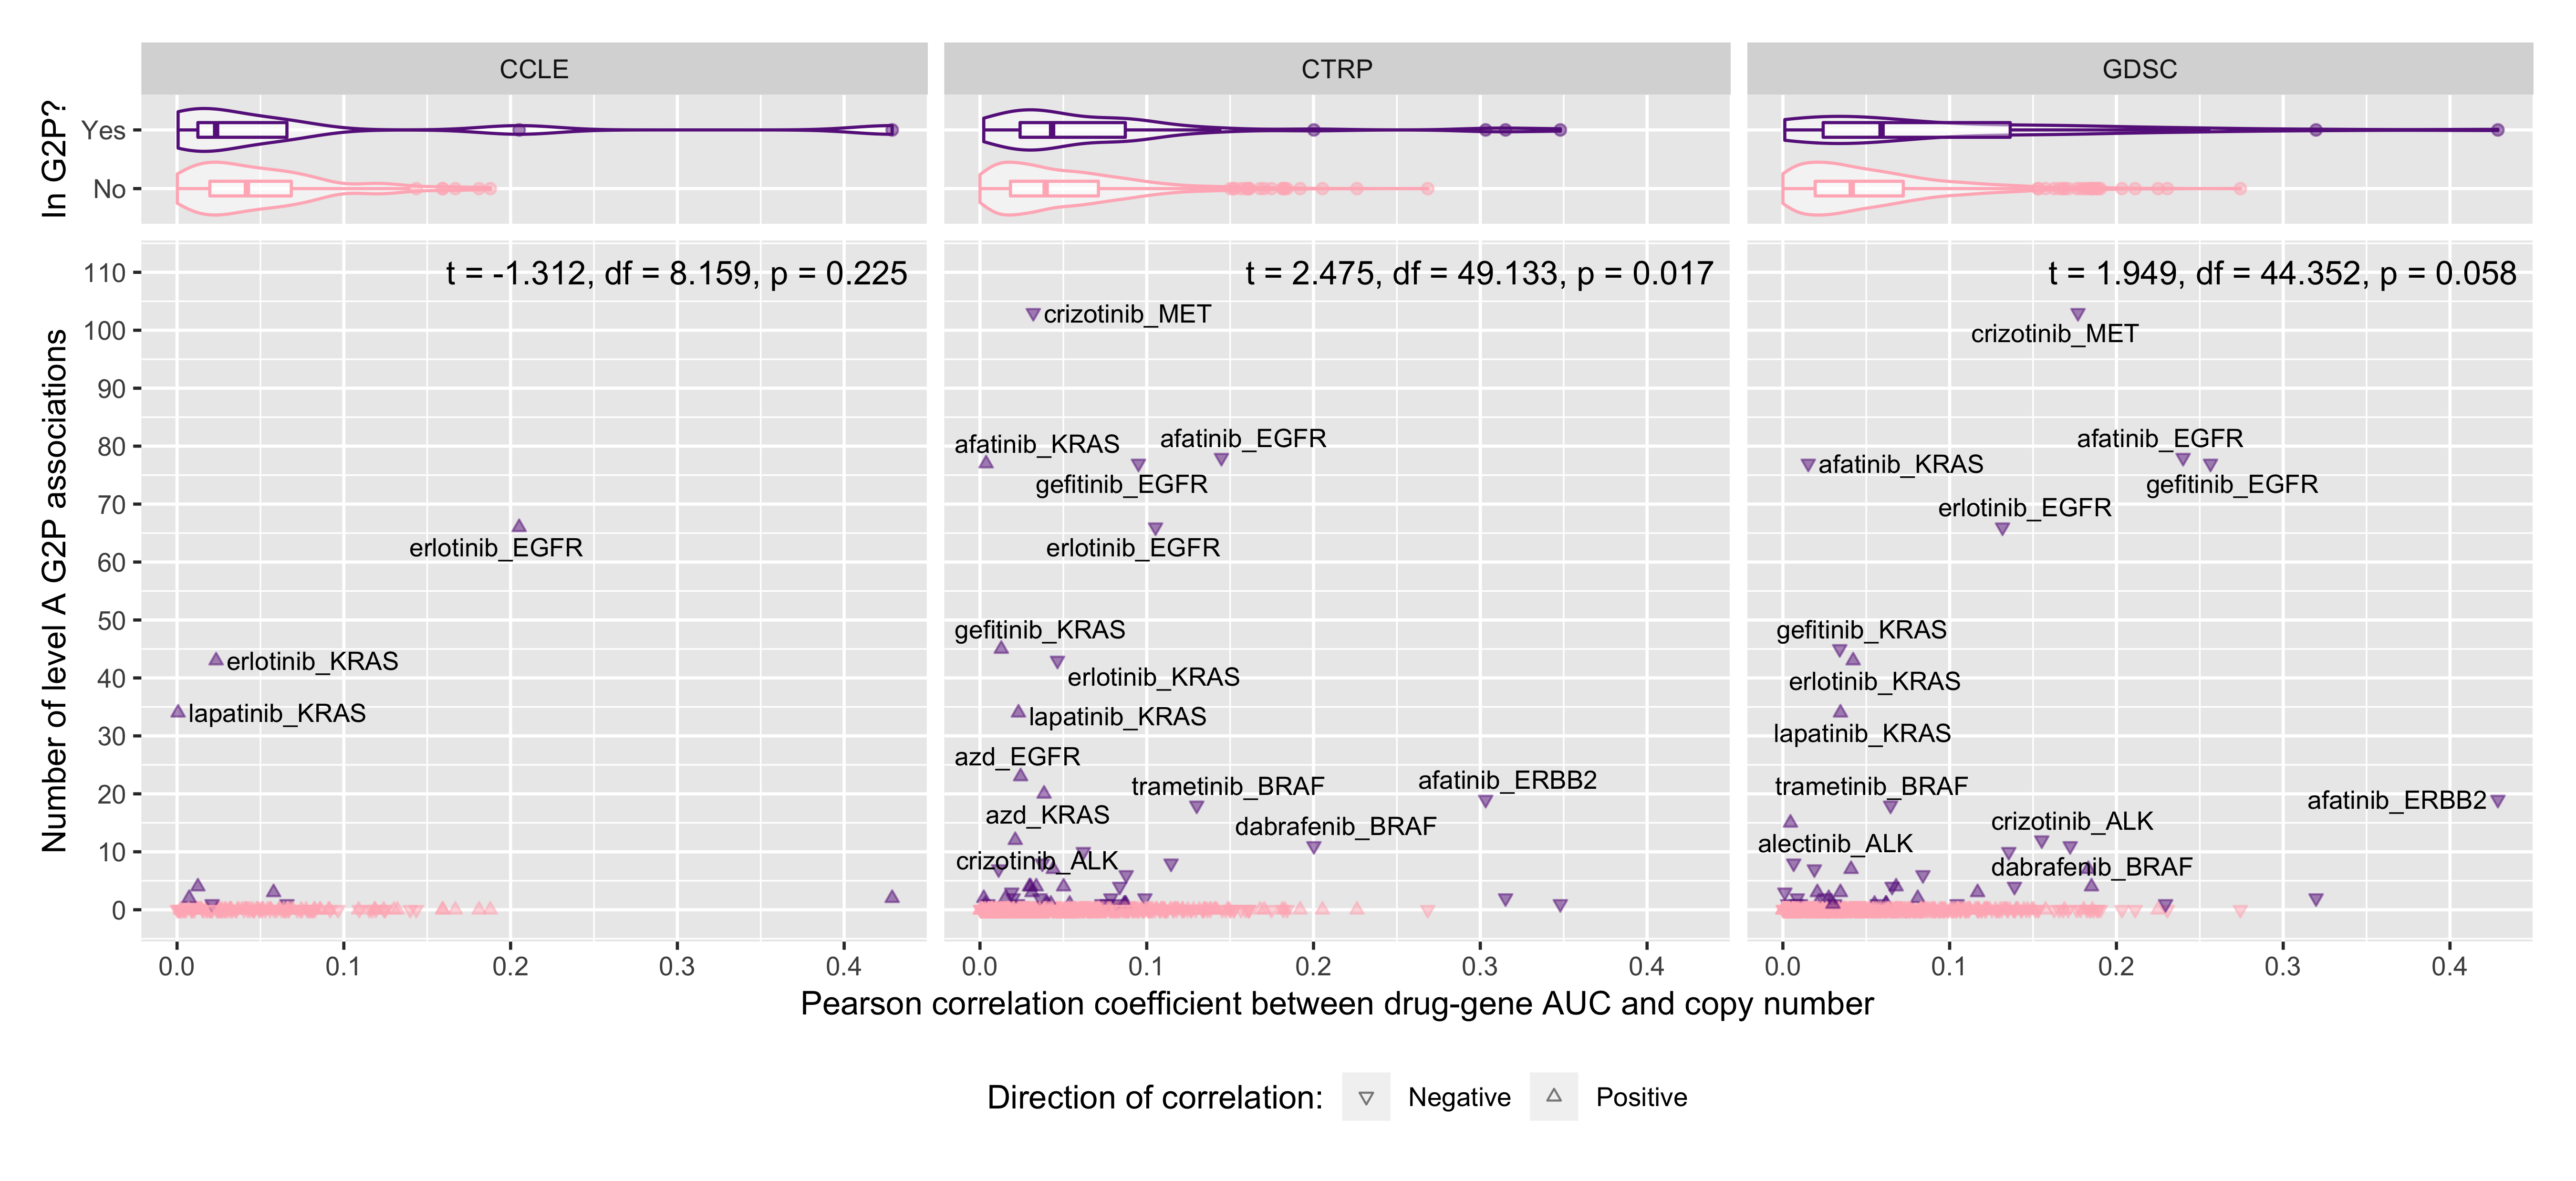 CCLE CTRP GDSC
In G2P?
Yes
No
Number of level A G2P associations
110
100
90
80
70
60
50
40
30
20
10
0
t = -1.312, df = 8.159, p = 0.225
erlotinib_EGFR
erlotinib_KRAS
lapatinib_KRAS
t = 2.475, df = 49.133, p = 0.017
crizotinib_MET
afatinib_KRAS
afatinib_EGFR
gefitinib_EGFR
erlotinib_EGFR
gefitinib_KRAS
erlotinib_KRAS
lapatinib_KRAS
azd_EGFR
trametinib_BRAF
afatinib_ERBB2
azd_KRAS
dabrafenib_BRAF
crizotinib_ALK
t = 1.949, df = 44.352, p = 0.058
crizotinib_MET
afatinib_EGFR
afatinib_KRAS
gefitinib_EGFR
erlotinib_EGFR
gefitinib_KRAS
erlotinib_KRAS
lapatinib_KRAS
trametinib_BRAF
afatinib_ERBB2
crizotinib_ALK
alectinib_ALK
dabrafenib_BRAF
0.0 0.1 0.2 0.3 0.4 0.0 0.1 0.2 0.3 0.4 0.0 0.1 0.2 0.3 0.4
Pearson correlation coefficient between drug-gene AUC and copy number
Direction of correlation: Negative Positive